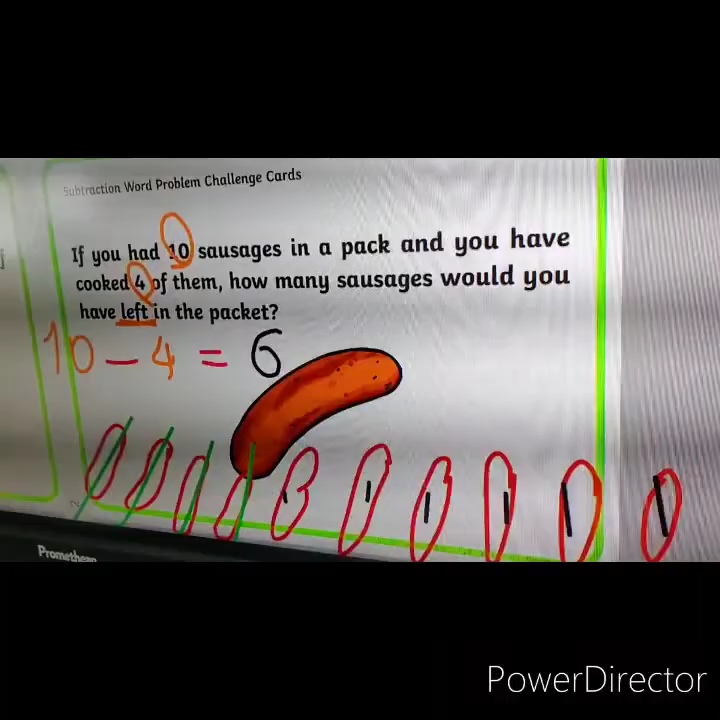 Subtraction Word Problem Challenge Cards
If you had 10 sausages in a pack and you have
cooked 4 of them, how many sausages would you
have left in the packet?
10 - 4 = 6
Promethean
PowerDirector